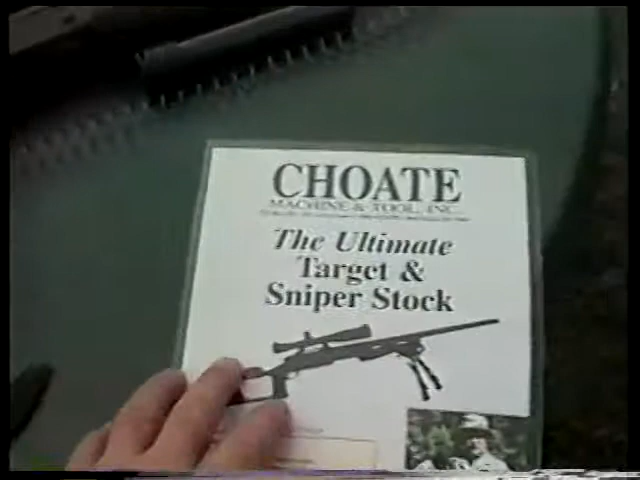 CHOATE
MACHINE & TOOL, INC.
The Ultimate
Target &
Sniper Stock